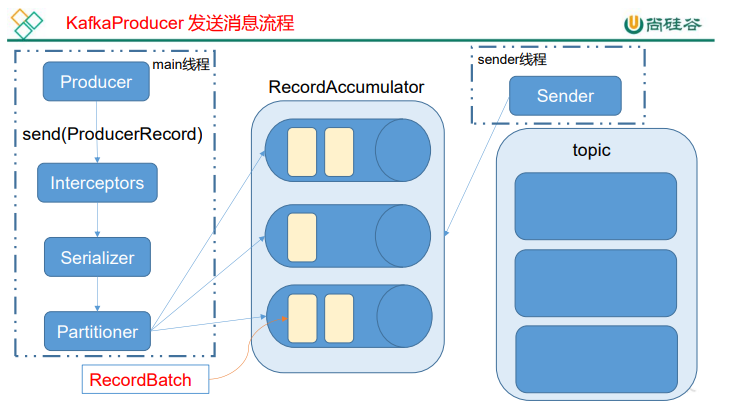 KafkaProducer 发送消息流程
尚硅谷
main线程
Producer
send(ProducerRecord)
Interceptors
Serializer
Partitioner
RecordBatch
RecordAccumulator
sender线程
Sender
topic